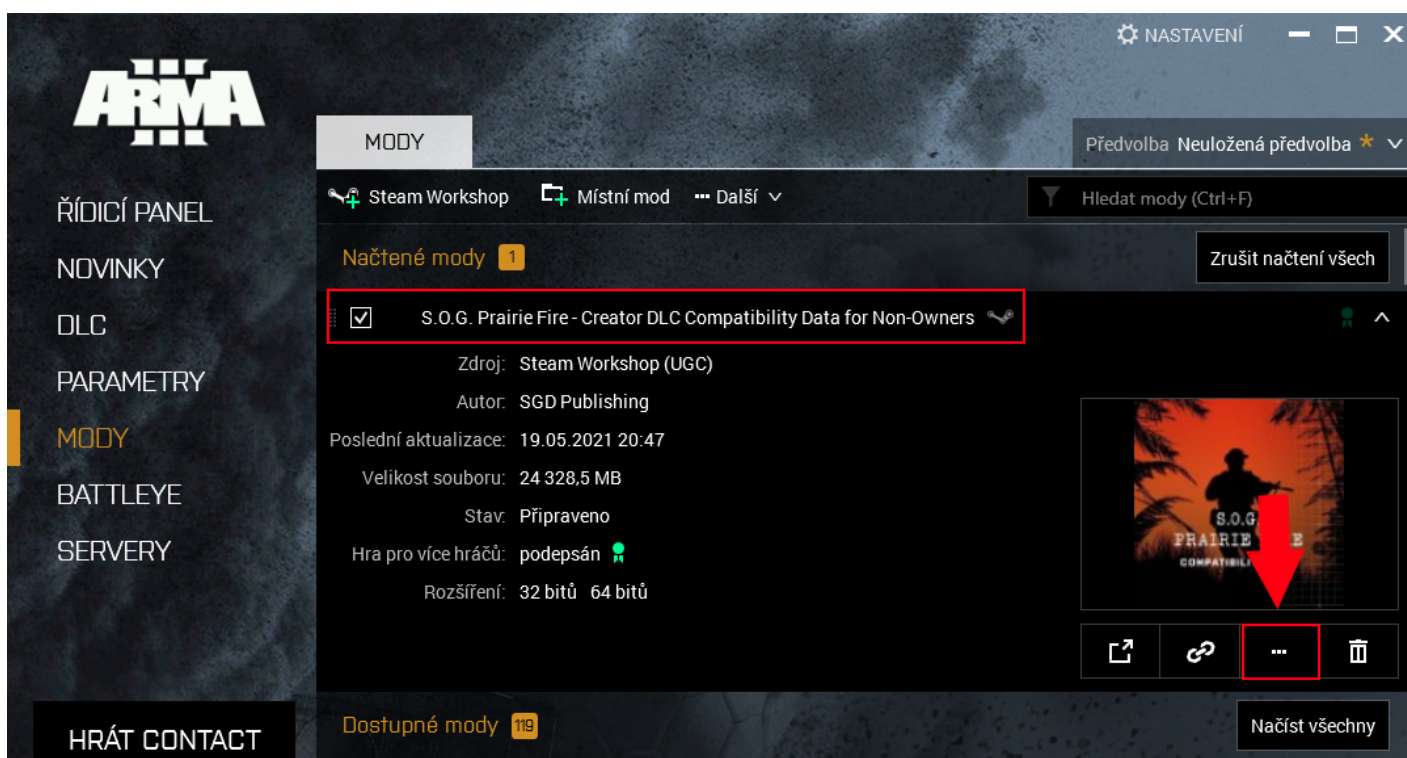 NASTAVENÍ
ARMA
III
MODY
Předvolba Neuložená předvolba *
Steam Workshop Místní mod ··· Další
Hledat mody (Ctrl+F)
ŘÍDICÍ PANEL
NOVINKY
DLC
PARAMETRY
MODY
BATTLEYE
SERVERY
HRÁT CONTACT
Načtené mody 1
Zrušit načtení všech
S.O.G. Prairie Fire - Creator DLC Compatibility Data for Non-Owners
Zdroj: Steam Workshop (UGC)
Autor: SGD Publishing
Poslední aktualizace: 19.05.2021 20:47
Velikost souboru: 24 328,5 MB
Stav: Připraveno
Hra pro více hráčů: podepsán
Rozšíření: 32 bitů 64 bitů
S.O.G.
PRAIRIE
Dostupné mody 119
Načíst všechny